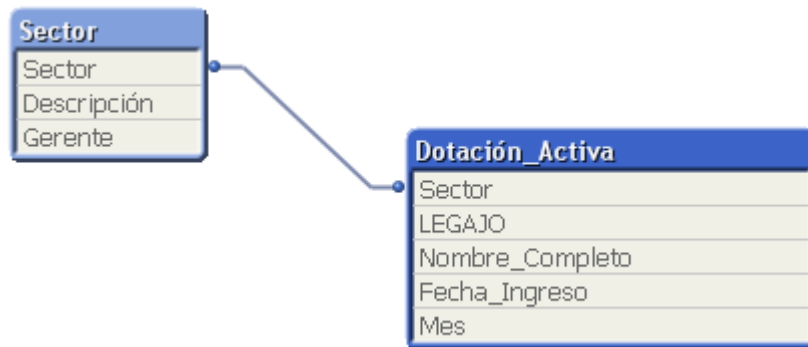 Sector
Sector
Descripción
Gerente
Dotación_Activa
Sector
LEGAJO
Nombre_Completo
Fecha_Ingreso
Mes